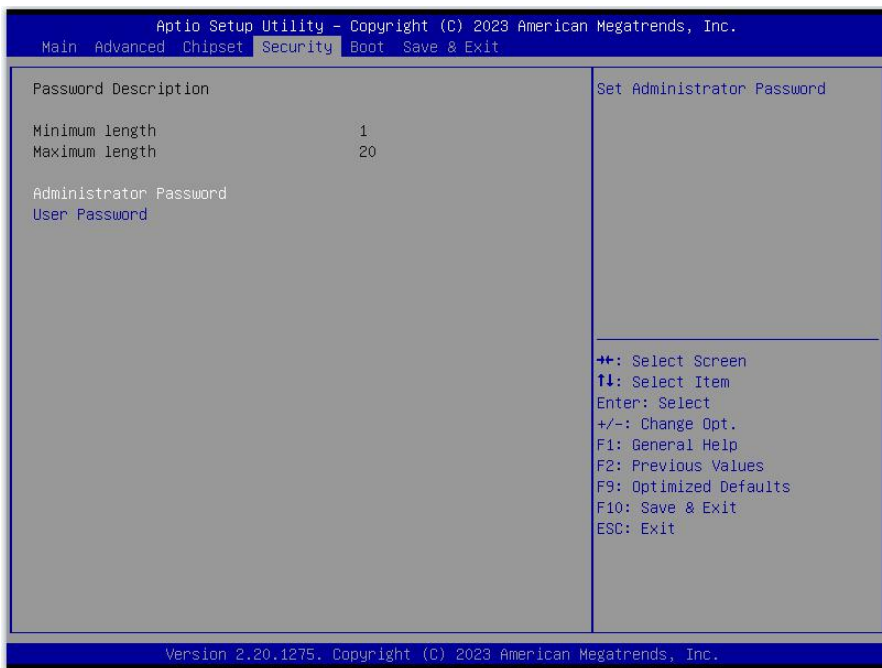 Aptio Setup Utility – Copyright (C) 2023 American Megatrends, Inc.
Main Advanced Chipset Security Boot Save & Exit
Password Description
Minimum length 1
Maximum length 20
Administrator Password
User Password
Set Administrator Password
→←: Select Screen
↑↓: Select Item
Enter: Select
+/-: Change Opt.
F1: General Help
F2: Previous Values
F9: Optimized Defaults
F10: Save & Exit
ESC: Exit
Version 2.20.1275. Copyright (C) 2023 American Megatrends, Inc.